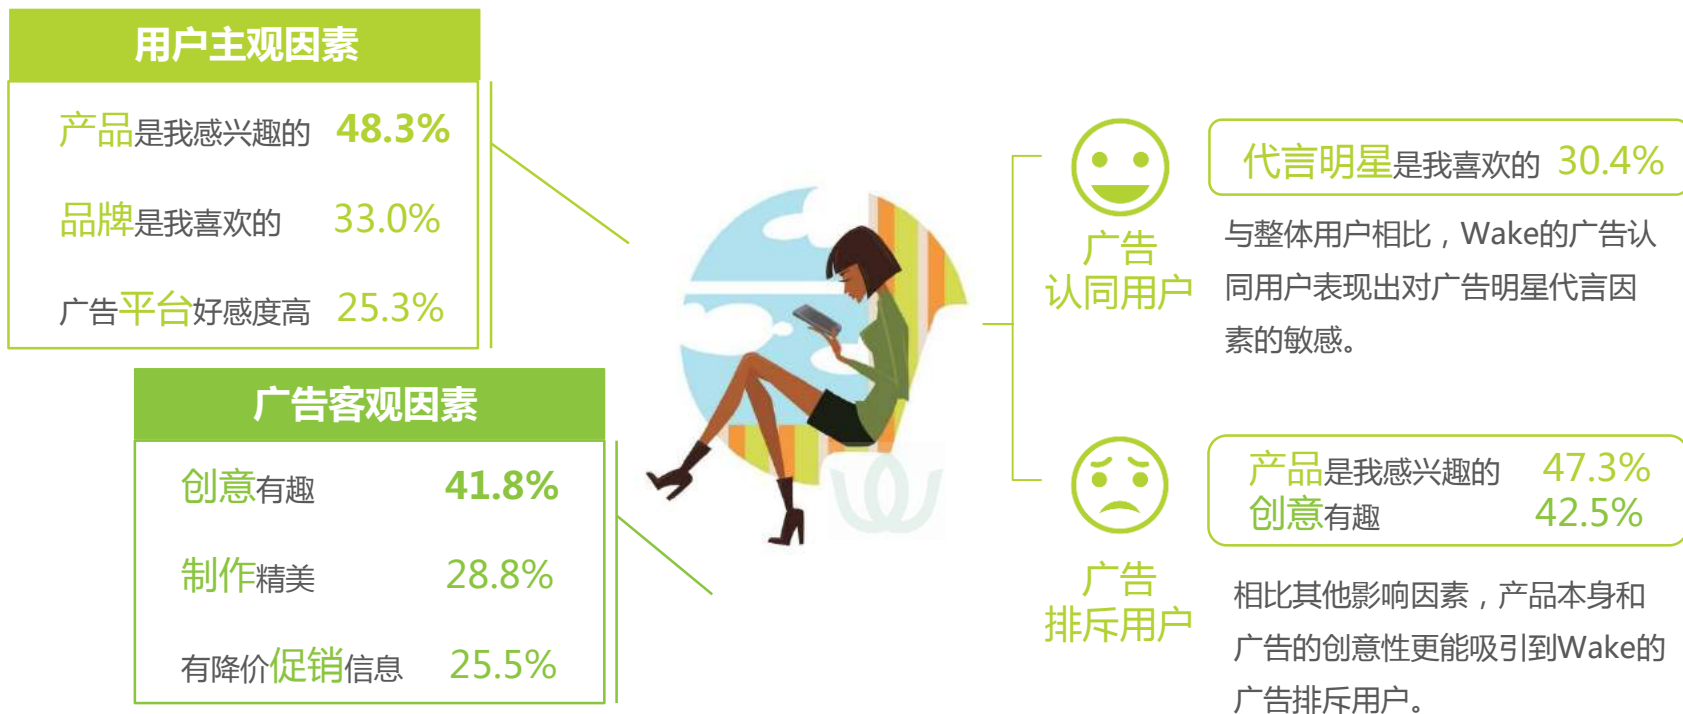 用户主观因素
产品是我感兴趣的 48.3%
品牌是我喜欢的 33.0%
广告平台好感度高 25.3%
广告客观因素
创意有趣 41.8%
制作精美 28.8%
有降价促销信息 25.5%
广告
认同用户
代言明星是我喜欢的 30.4%
与整体用户相比，Wake的广告认
同用户表现出对广告明星代言因
素的敏感。
广告
排斥用户
产品是我感兴趣的 47.3%
创意有趣 42.5%
相比其他影响因素，产品本身和
广告的创意性更能吸引到Wake的
广告排斥用户。